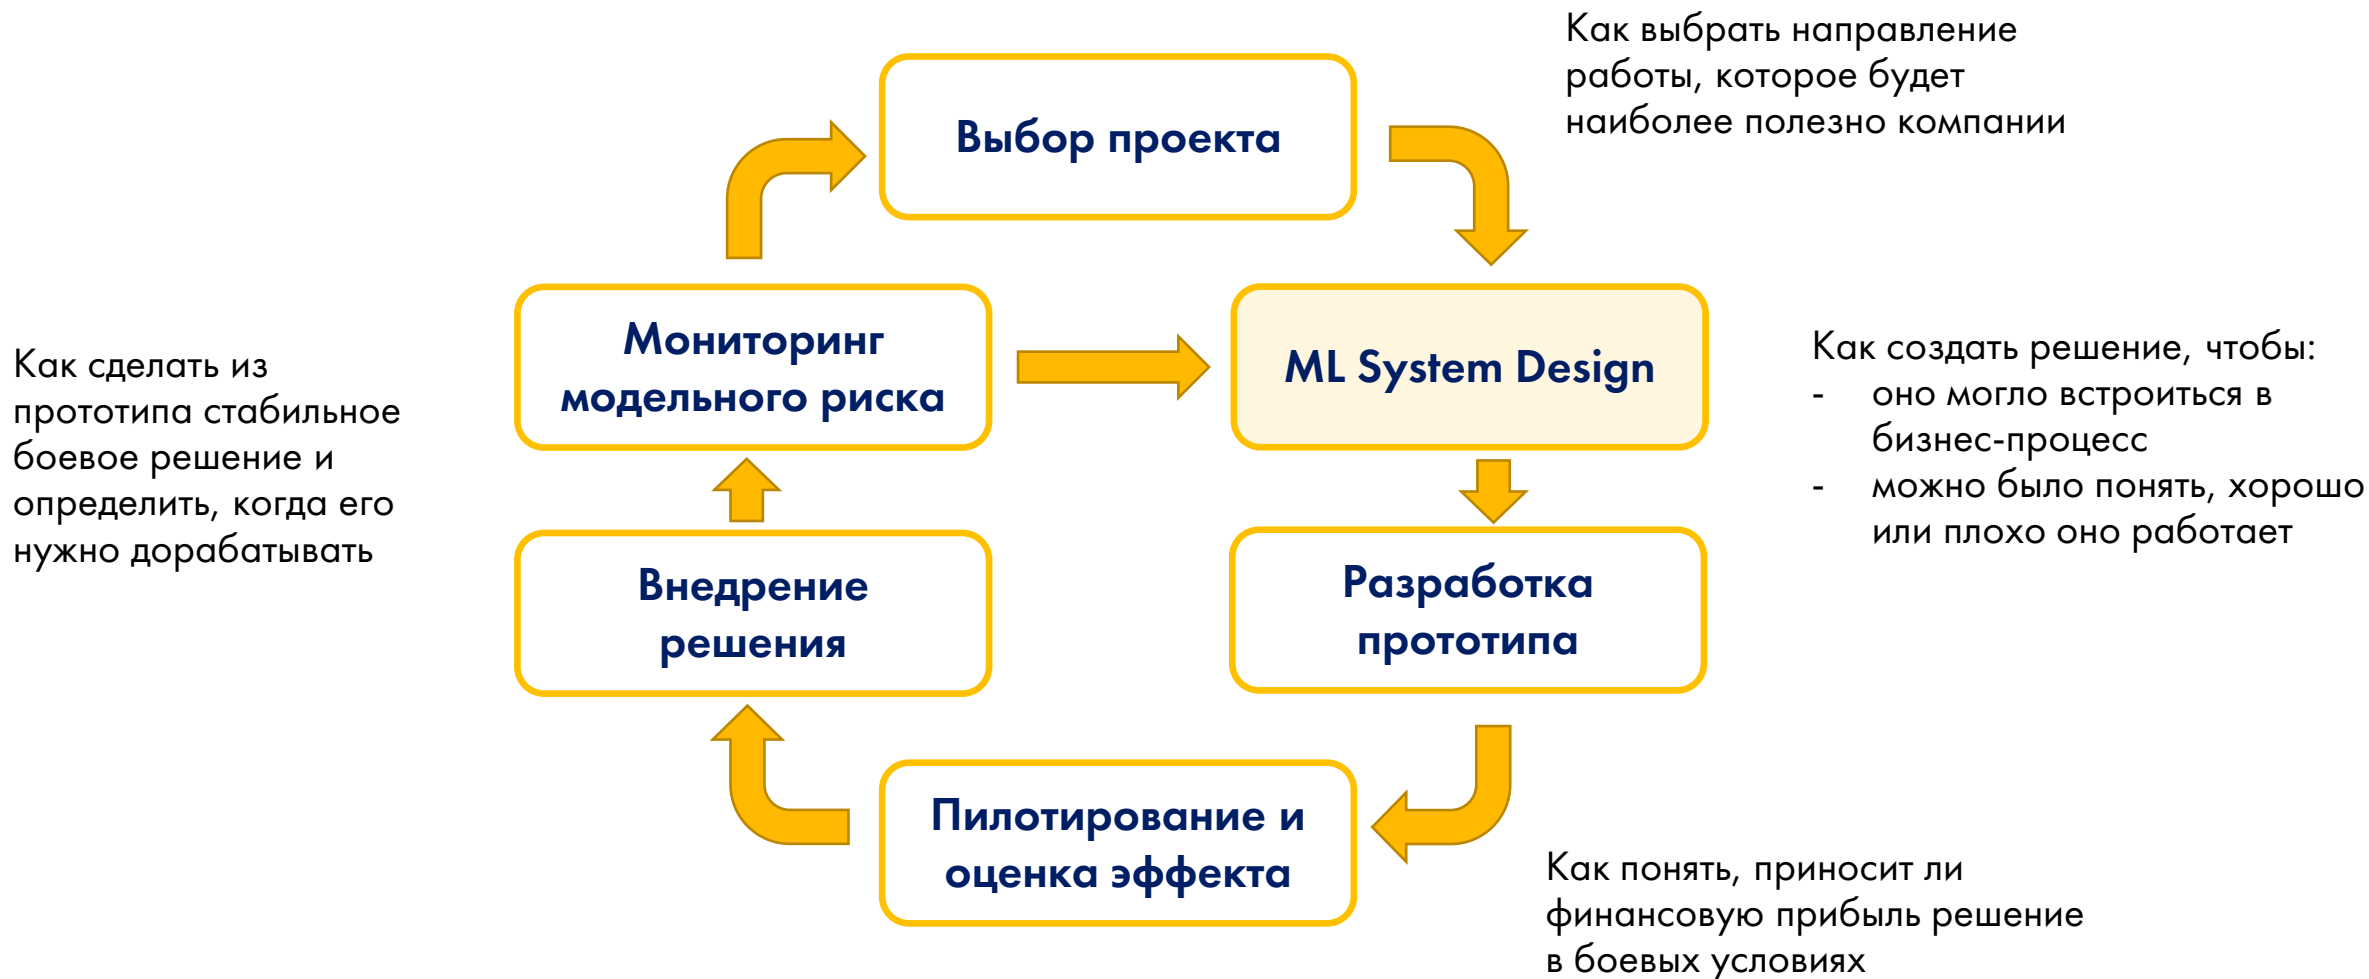 Как выбрать направление
работы, которое будет
наиболее полезно компании
Выбор проекта
Мониторинг
модельного риска
ML System Design
Как сделать из
прототипа стабильное
боевое решение и
определить, когда его
нужно дорабатывать
Как создать решение, чтобы:
- оно могло встроиться в
бизнес-процесс
- можно было понять, хорошо
или плохо оно работает
Внедрение
решения
Разработка
прототипа
Пилотирование и
оценка эффекта
Как понять, приносит ли
финансовую прибыль решение
в боевых условиях